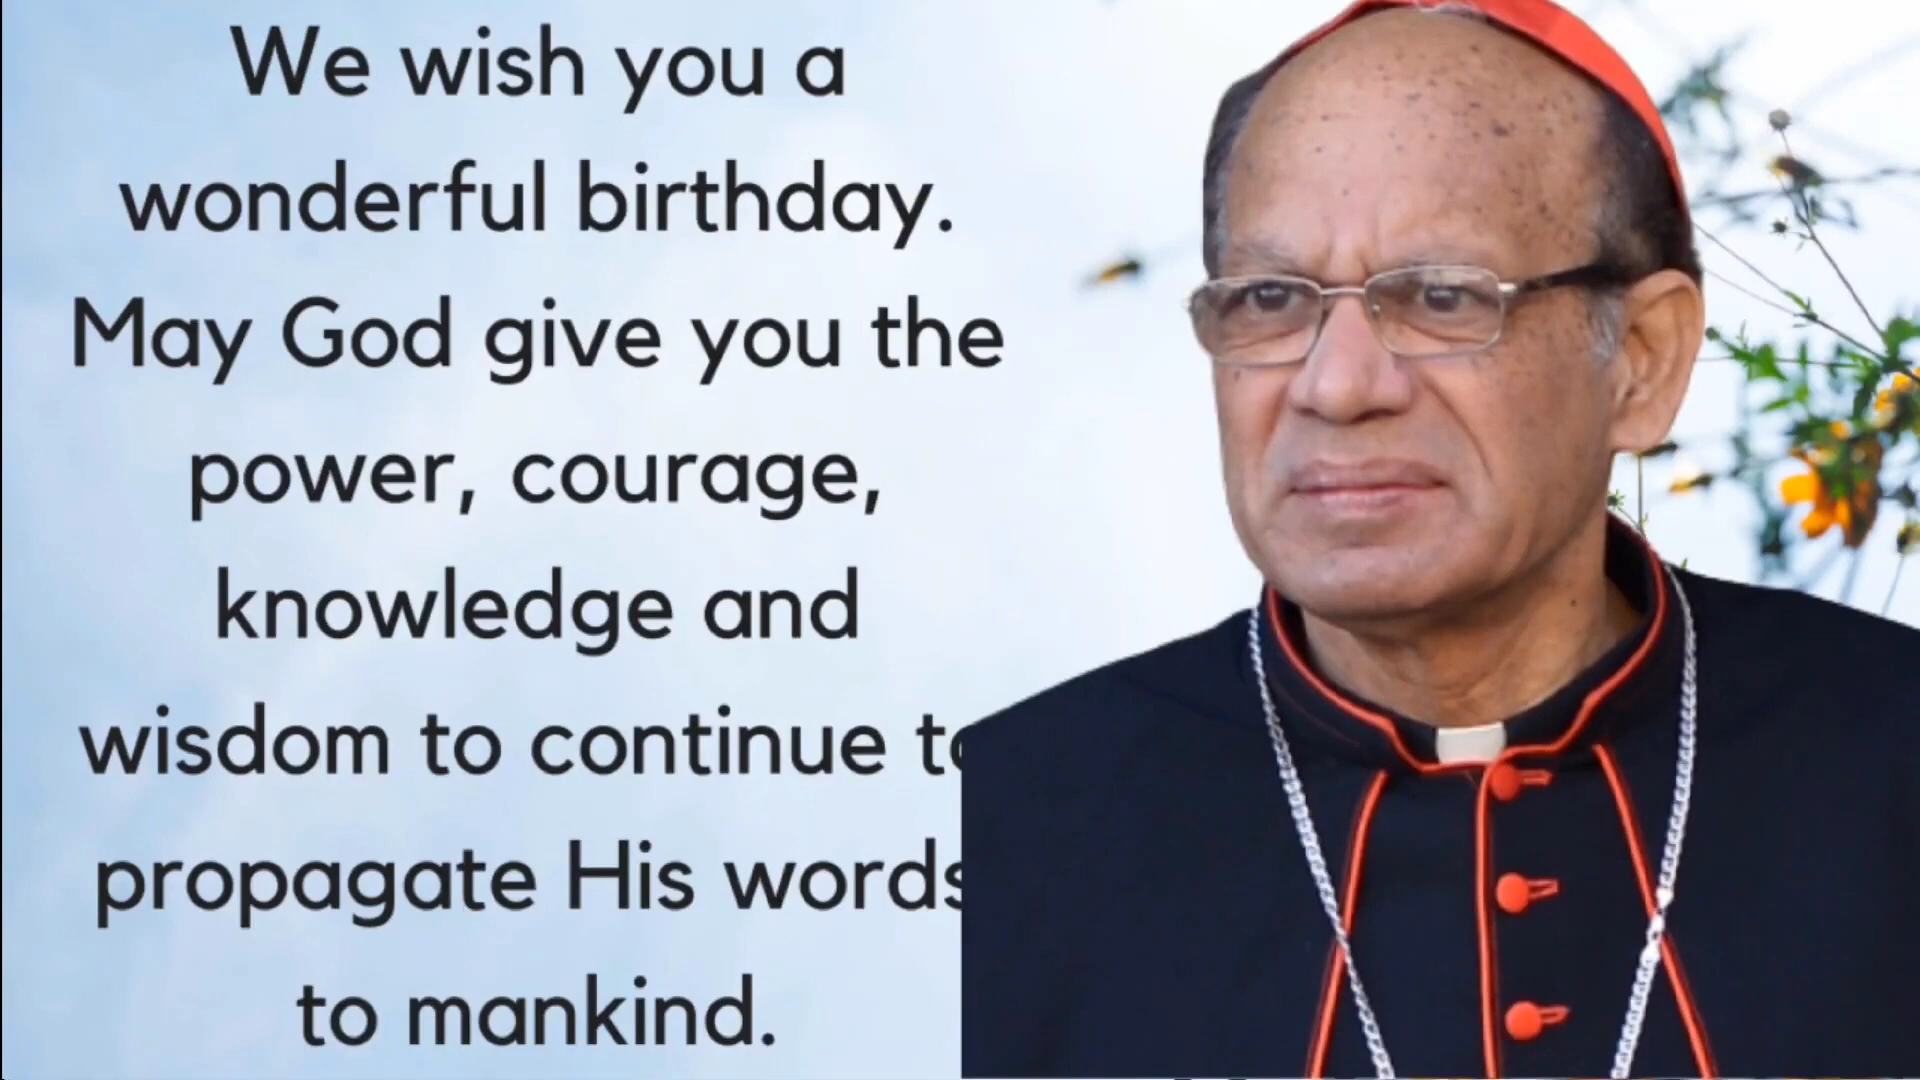 We wish you a
wonderful birthday.
May God give you the
power, courage,
knowledge and
wisdom to continue to
propagate His words
to mankind.